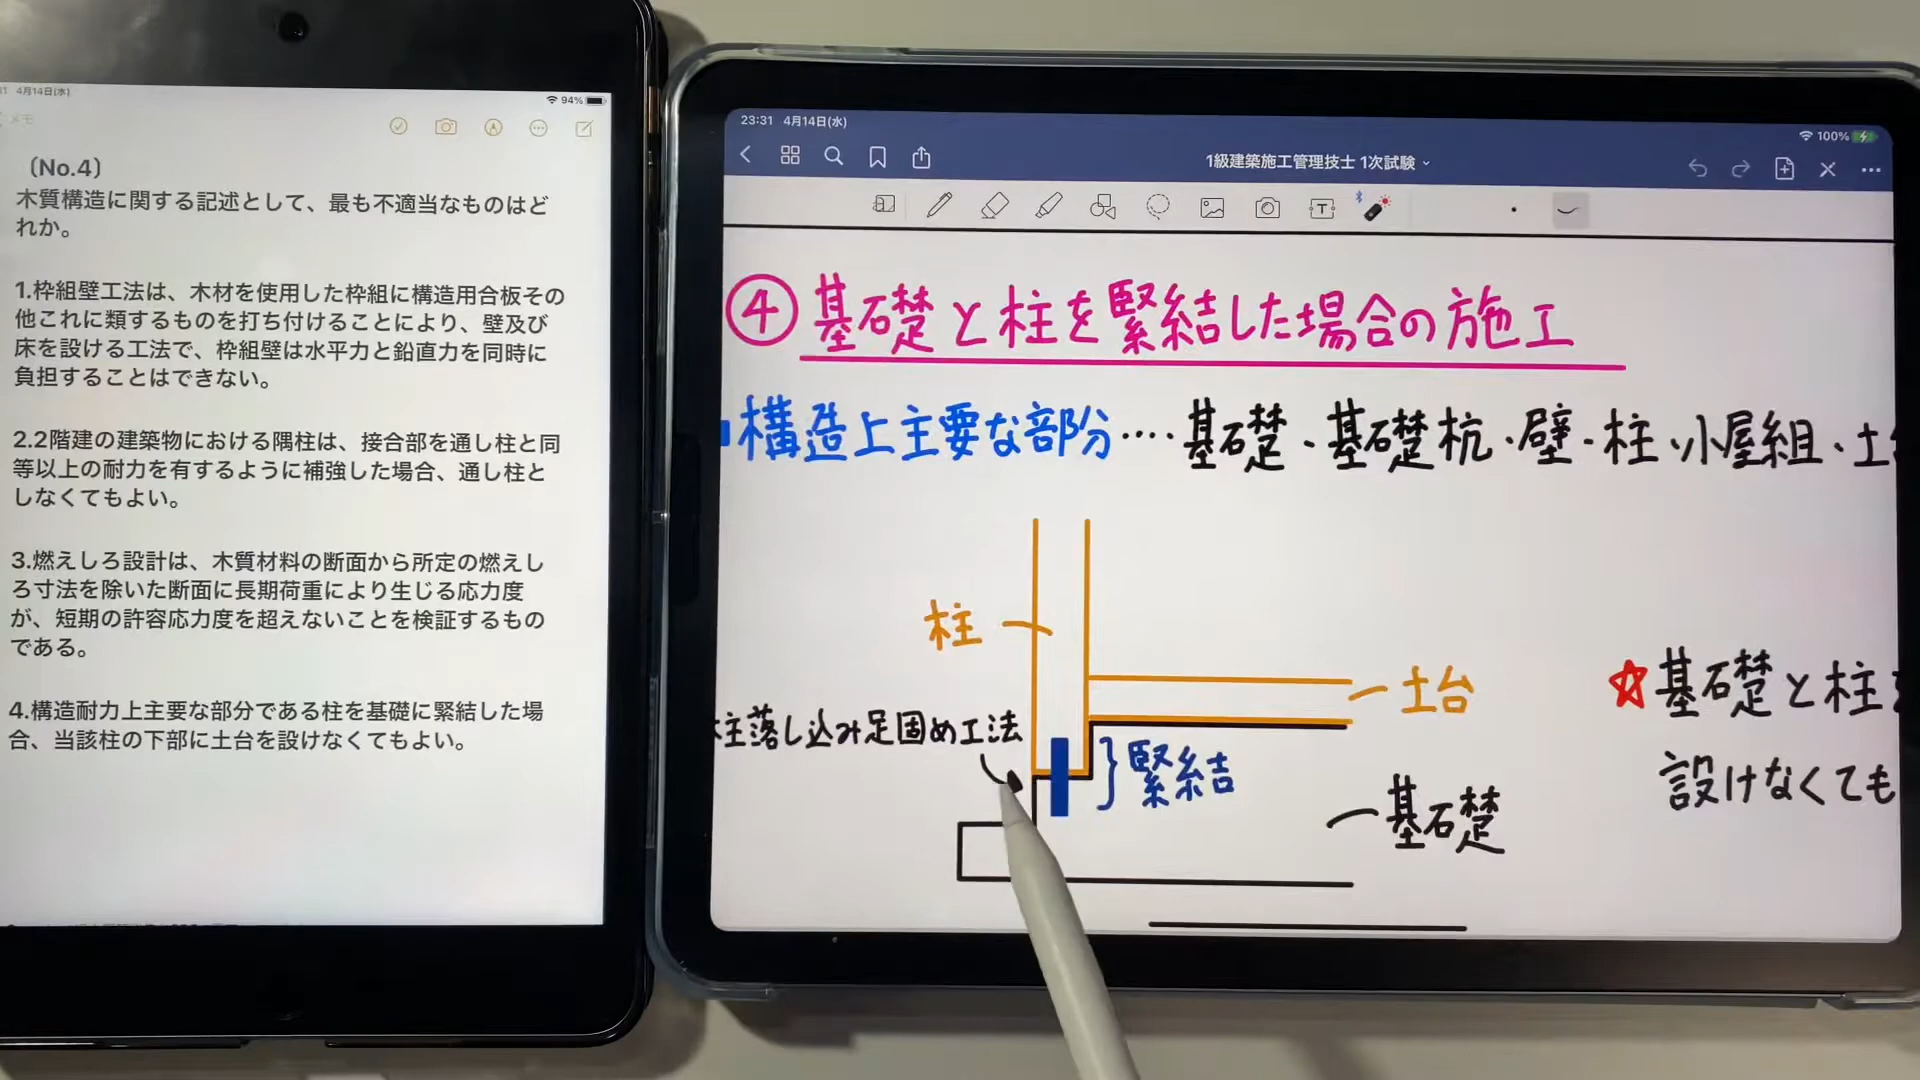 4月14日(水)
94%
メモ
〔No.4〕
木質構造に関する記述として、最も不適当なものはど
れか。
1.枠組壁工法は、木材を使用した枠組に構造用合板その
他これに類するものを打ち付けることにより、壁及び
床を設ける工法で、枠組壁は水平力と鉛直力を同時に
負担することはできない。
2.2階建の建築物における隅柱は、接合部を通し柱と同
等以上の耐力を有するように補強した場合、通し柱と
しなくてもよい。
3.燃えしろ設計は、木質材料の断面から所定の燃えし
ろ寸法を除いた断面に長期荷重により生じる応力度
が、短期の許容応力度を超えないことを検証するもの
である。
4.構造耐力上主要な部分である柱を基礎に緊結した場
合、当該柱の下部に土台を設けなくてもよい。
23:31 4月14日(水)
100%
1級建築施工管理技士 1次試験
④基礎と柱を緊結した場合の施工
構造上主要な部分‥‥基礎・基礎杭・壁・柱・小屋組・土
柱
土台
柱落し込み足固め工法
緊結
基礎
☆基礎と柱
設けなくても